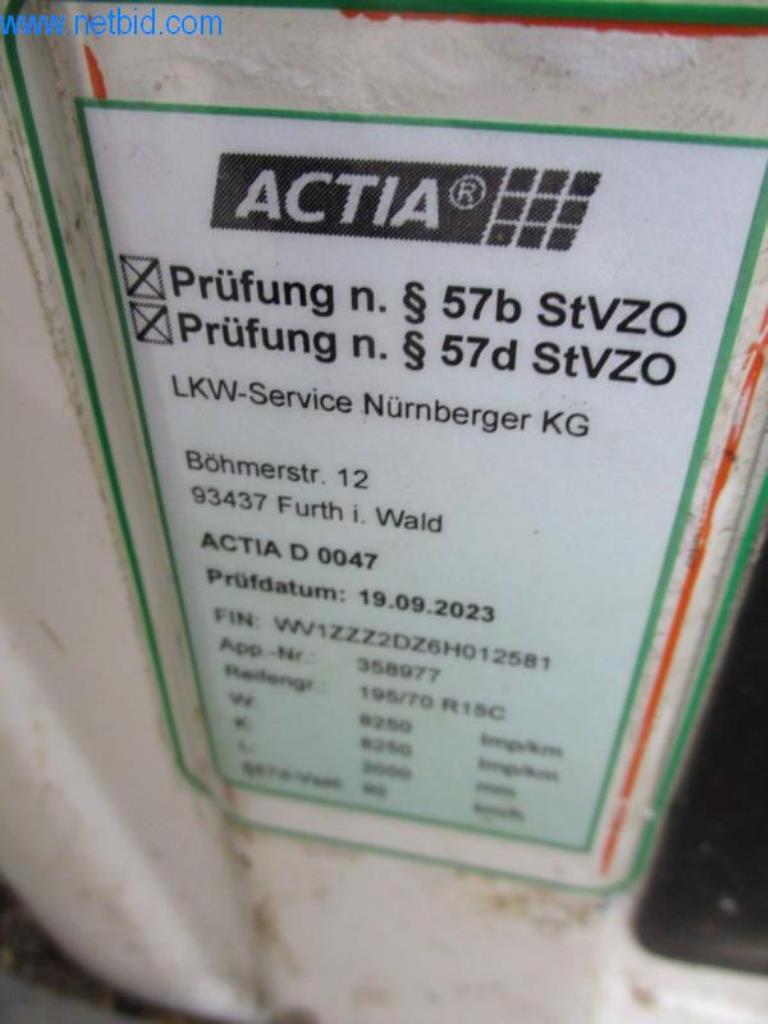 www.netbid.com
ACTIA®
☒ Prüfung n. § 57b StVZO
☒ Prüfung n. § 57d StVZO
LKW-Service Nürnberger KG
Böhmerstr. 12
93437 Furth i. Wald
ACTIA D 0047
Prüfdatum: 19.09.2023
FIN: WV1ZZZ2DZ6H012581
App.-Nr.: 358977
Reifengr.: 195/70 R15C
W: 8250 Imp/km
K: 8250 Imp/km
L: 2000 mm
90 km/h